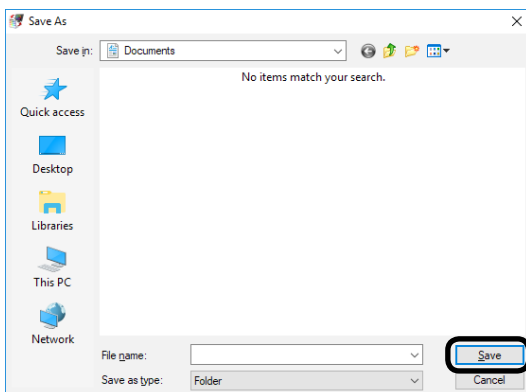 Save As
Save in: Documents
No items match your search.
Quick access
Desktop
Libraries
This PC
Network
File name:
Save
Save as type: Folder
Cancel